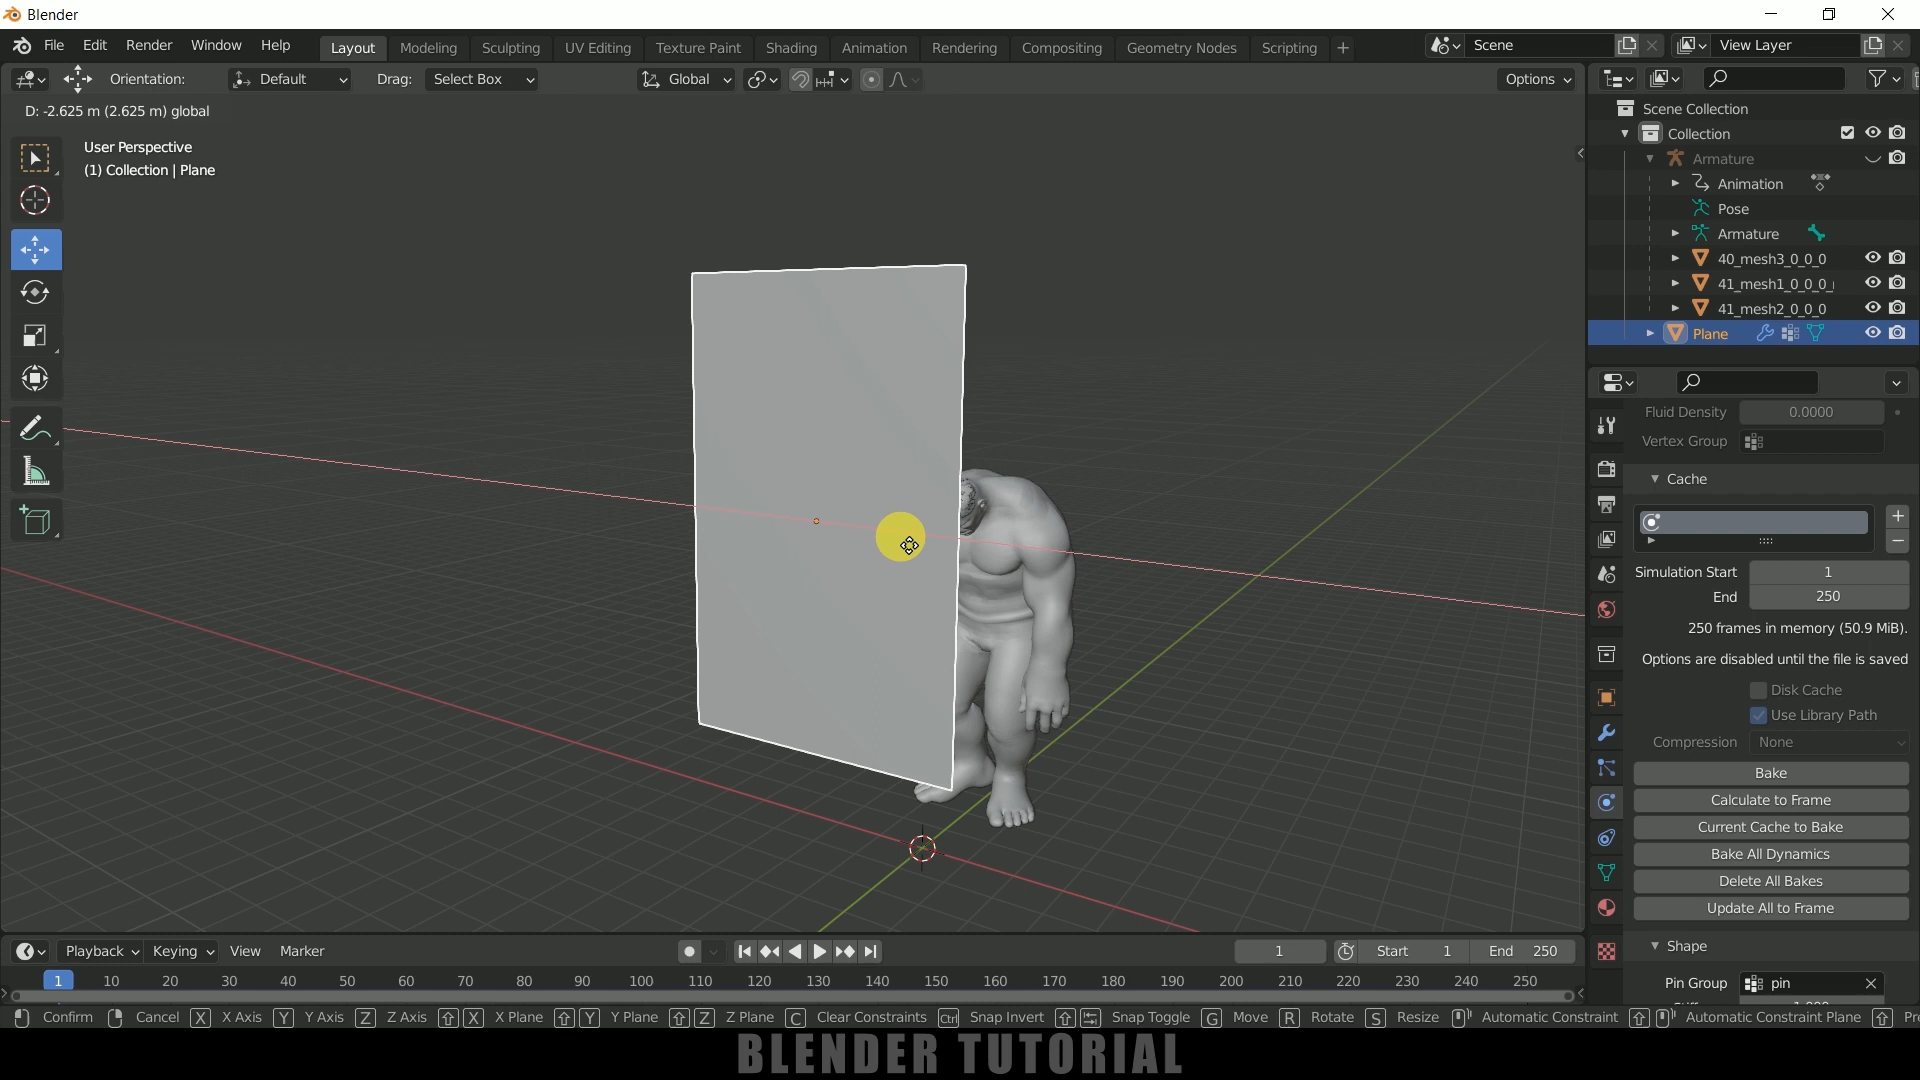 Blender
File Edit Render Window Help Layout Modeling Sculpting UV Editing Texture Paint Shading Animation Rendering Compositing Geometry Nodes Scripting + Scene View Layer
Orientation: Default Drag: Select Box Global Options
D: -2.625 m (2.625 m) global
User Perspective
(1) Collection | Plane
Scene Collection
Collection
Armature
Animation
Pose
Armature
40_mesh3_0_0_0
41_mesh1_0_0_0_
41_mesh2_0_0_0
Plane
Fluid Density 0.0000
Vertex Group
Cache
Simulation Start 1
End 250
250 frames in memory (50.9 MiB).
Options are disabled until the file is saved
Disk Cache
Use Library Path
Compression None
Bake
Calculate to Frame
Current Cache to Bake
Bake All Dynamics
Delete All Bakes
Update All to Frame
Shape
Pin Group pin
Playback Keying View Marker 1 Start 1 End 250
1 10 20 30 40 50 60 70 80 90 100 110 120 130 140 150 160 170 180 190 200 210 220 230 240 250
Confirm Cancel X X Axis Y Y Axis Z Z Axis X X Plane Y Y Plane Z Z Plane C Clear Constraints Ctrl Snap Invert Snap Toggle G Move R Rotate S Resize Automatic Constraint Automatic Constraint Plane
BLENDER TUTORIAL